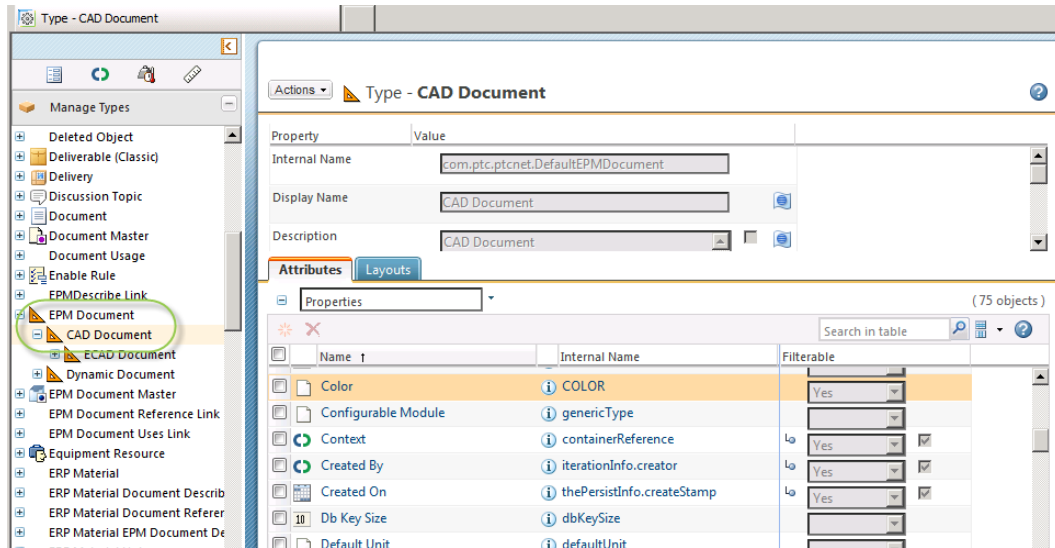 Type - CAD Document
Manage Types
Deleted Object
Deliverable (Classic)
Delivery
Discussion Topic
Document
Document Master
Document Usage
Enable Rule
EPMDescribe Link
EPM Document
CAD Document
ECAD Document
Dynamic Document
EPM Document Master
EPM Document Reference Link
EPM Document Uses Link
Equipment Resource
ERP Material
ERP Material Document Describ
ERP Material Document Referer
ERP Material EPM Document De
Actions
Type - CAD Document
Property Value
Internal Name com.ptc.ptcnet.DefaultEPMDocument
Display Name CAD Document
Description CAD Document
Attributes Layouts
Properties (75 objects)
Search in table
Name ↑ Internal Name Filterable
Color COLOR Yes
Configurable Module genericType
Context containerReference Yes
Created By iterationInfo.creator Yes
Created On thePersistInfo.createStamp Yes
10 Db Key Size dbKeySize
Default Unit defaultUnit